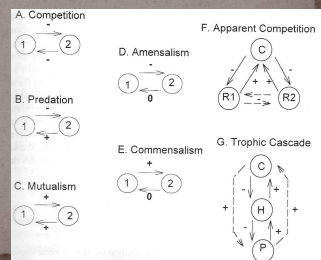 A. Competition
-
1 2
-
B. Predation
-
1 2
+
C. Mutualism
+
1 2
+
D. Amensalism
-
1 2
0
E. Commensalism
+
1 2
0
F. Apparent Competition
C
- + + -
R1 - - R2
G. Trophic Cascade
C
- +
+ H +
- +
P